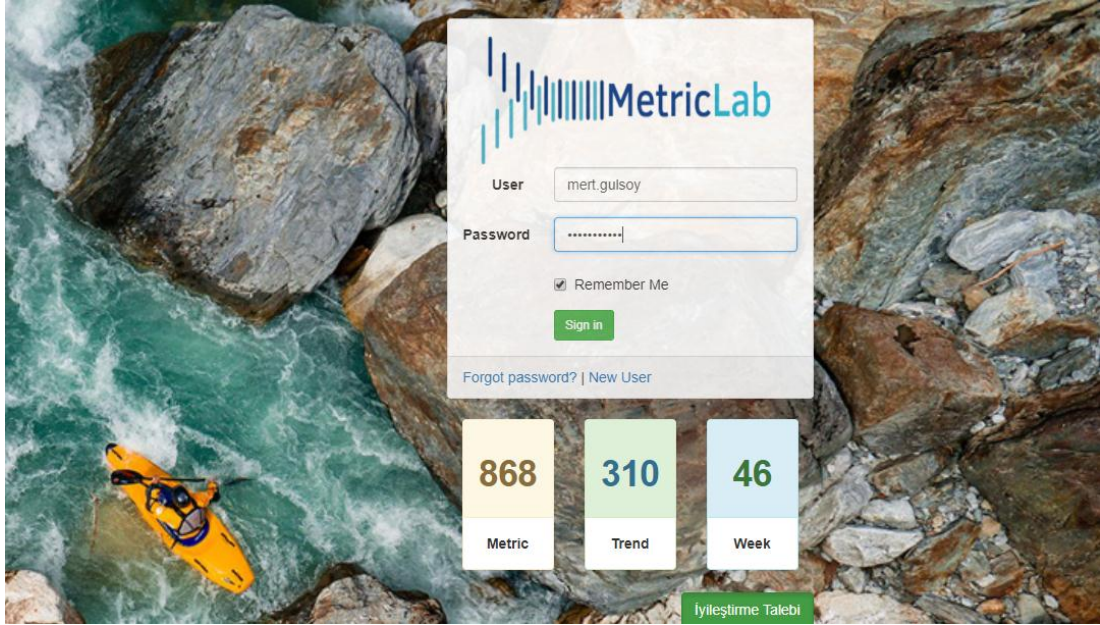 MetricLab
User mert.gulsoy
Password •••••••••••
Remember Me
Sign in
Forgot password? | New User
868 310 46
Metric Trend Week
İyileştirme Talebi